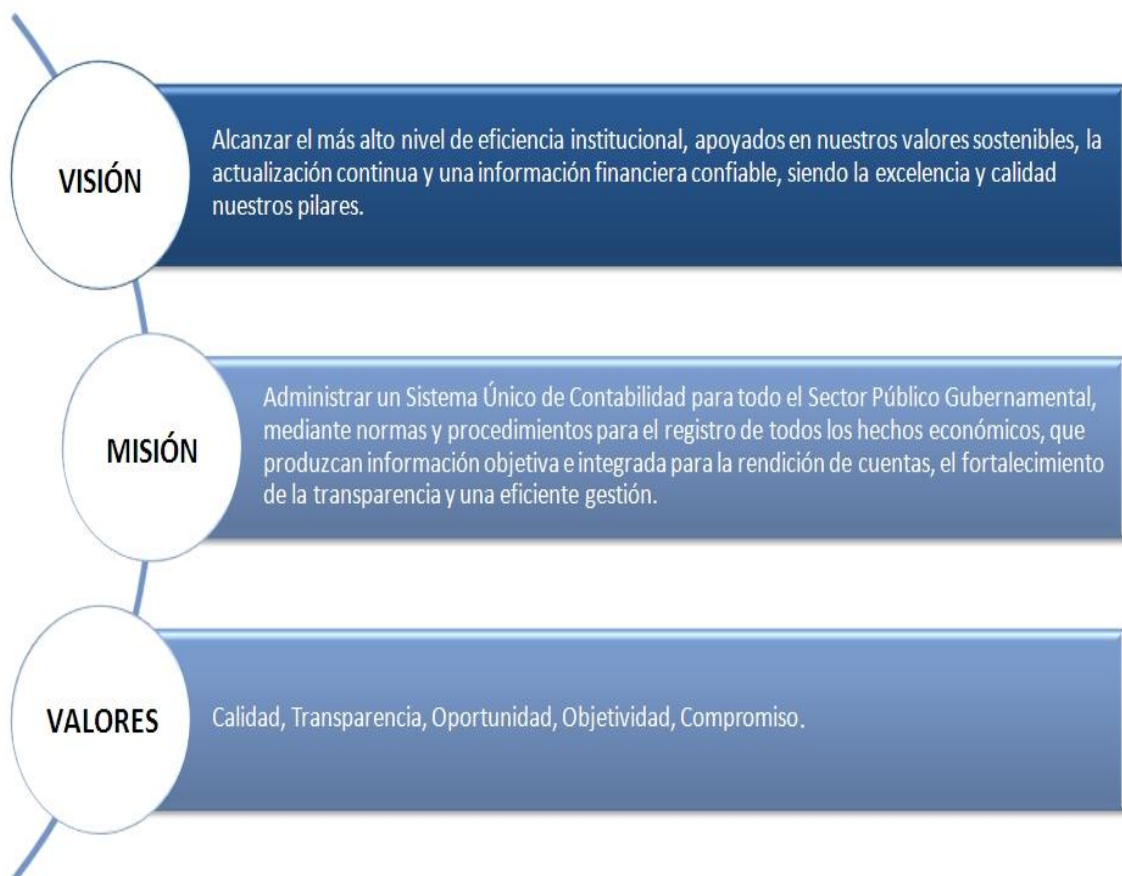 VISIÓN
Alcanzar el más alto nivel de eficiencia institucional, apoyados en nuestros valores sostenibles, la
actualización continua y una información financiera confiable, siendo la excelencia y calidad
nuestros pilares.
MISIÓN
Administrar un Sistema Único de Contabilidad para todo el Sector Público Gubernamental,
mediante normas y procedimientos para el registro de todos los hechos económicos, que
produzcan información objetiva e integrada para la rendición de cuentas, el fortalecimiento
de la transparencia y una eficiente gestión.
VALORES
Calidad, Transparencia, Oportunidad, Objetividad, Compromiso.